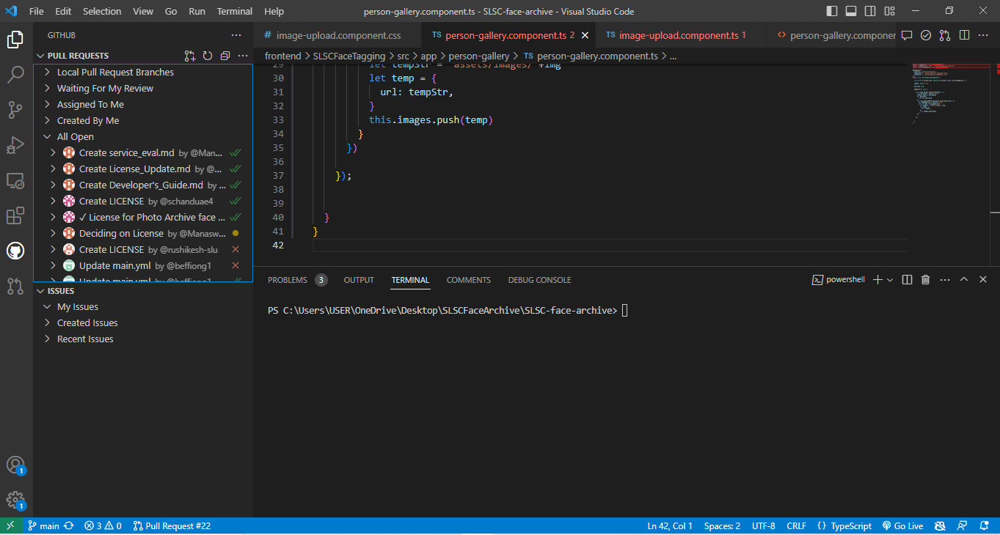 File Edit Selection View Go Run Terminal Help person-gallery.component.ts - SLSC-face-archive - Visual Studio Code
GITHUB
PULL REQUESTS
Local Pull Request Branches
Waiting For My Review
Assigned To Me
Created By Me
All Open
Create service_eval.md by @Man...
Create License_Update.md by @...
Create Developer's_Guide.md by ...
Create LICENSE by @schanduae4
✓ License for Photo Archive face ...
Deciding on License by @Manasw...
Create LICENSE by @rushikesh-slu
Update main.yml by @beffiong1
Update main.yml by @beffiong1
ISSUES
My Issues
Created Issues
Recent Issues
1
1
# image-upload.component.css TS person-gallery.component.ts 2 TS image-upload.component.ts 1 <> person-gallery.componer
frontend > SLSCFaceTagging > src > app > person-gallery > TS person-gallery.component.ts > ...
29 let tempStr = "assets/images/"+img
30 let temp = {
31 url: tempStr,
32 }
33 this.images.push(temp)
34 }
35 })
36
37 });
38
39
40 }
41 }
42
PROBLEMS 3 OUTPUT TERMINAL COMMENTS DEBUG CONSOLE powershell
PS C:\Users\USER\OneDrive\Desktop\SLSCFaceArchive\SLSC-face-archive>
main 3 0 Pull Request #22 Ln 42, Col 1 Spaces: 2 UTF-8 CRLF {} TypeScript Go Live